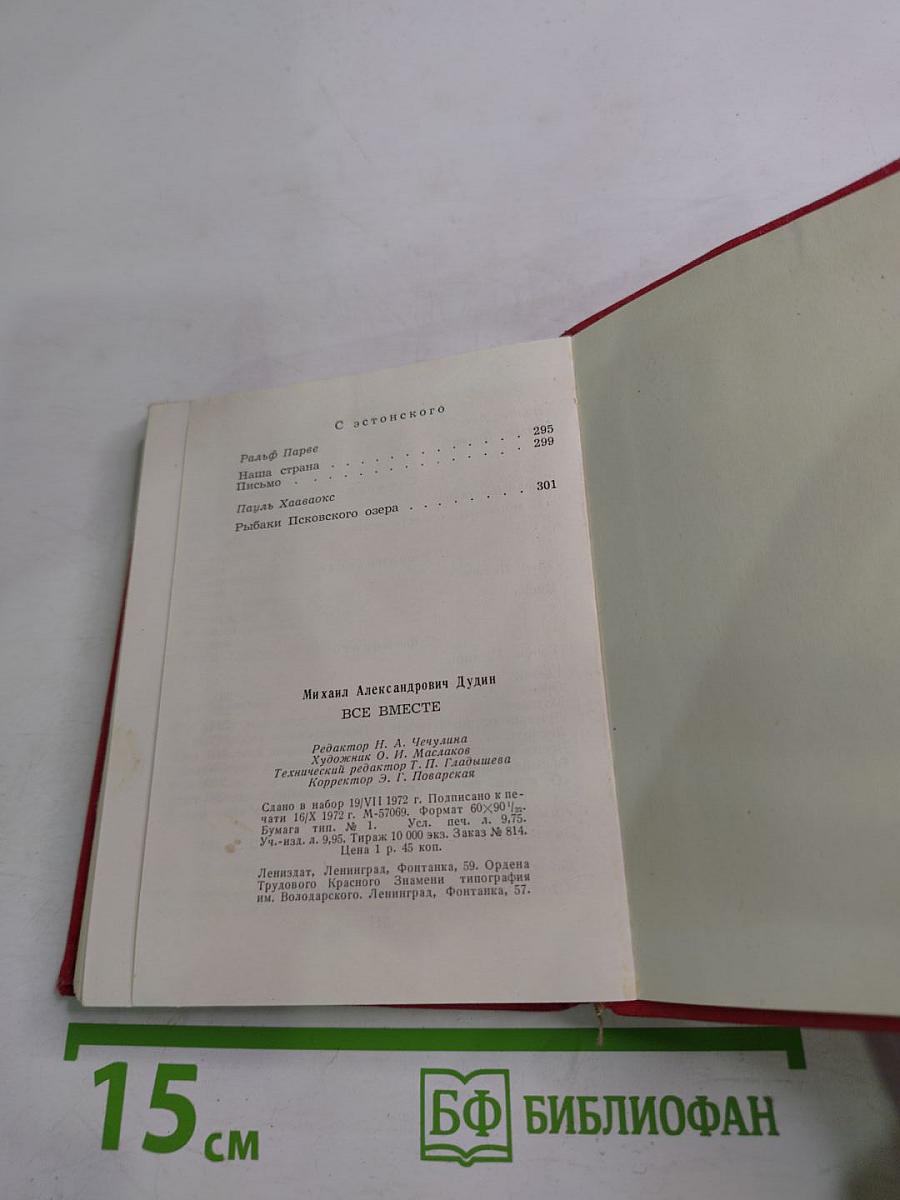 С эстонского
Ральф Парве
Наша страна . . . . . . . . . . . . . 295
Письмо . . . . . . . . . . . . . . 299
Пауль Хаавaокс
Рыбаки Псковского озера . . . . . . . . 301
Михаил Александрович Дудин
ВСЕ ВМЕСТЕ
Редактор Н. А. Чечулина
Художник О. И. Маслаков
Технический редактор Т. П. Гладышева
Корректор Э. Г. Поварская
Сдано в набор 19/VII 1972 г. Подписано к пе-
чати 16/X 1972 г. М-57069. Формат 60×90 1/32.
Бумага тип. № 1. Усл. печ. л. 9,75.
Уч.-изд. л. 9,95. Тираж 10 000 экз. Заказ № 814.
Цена 1 р. 45 коп.
Лениздат, Ленинград, Фонтанка, 59. Ордена
Трудового Красного Знамени типография
им. Володарского. Ленинград, Фонтанка, 57.
15 см
БФ БИБЛИОФАН